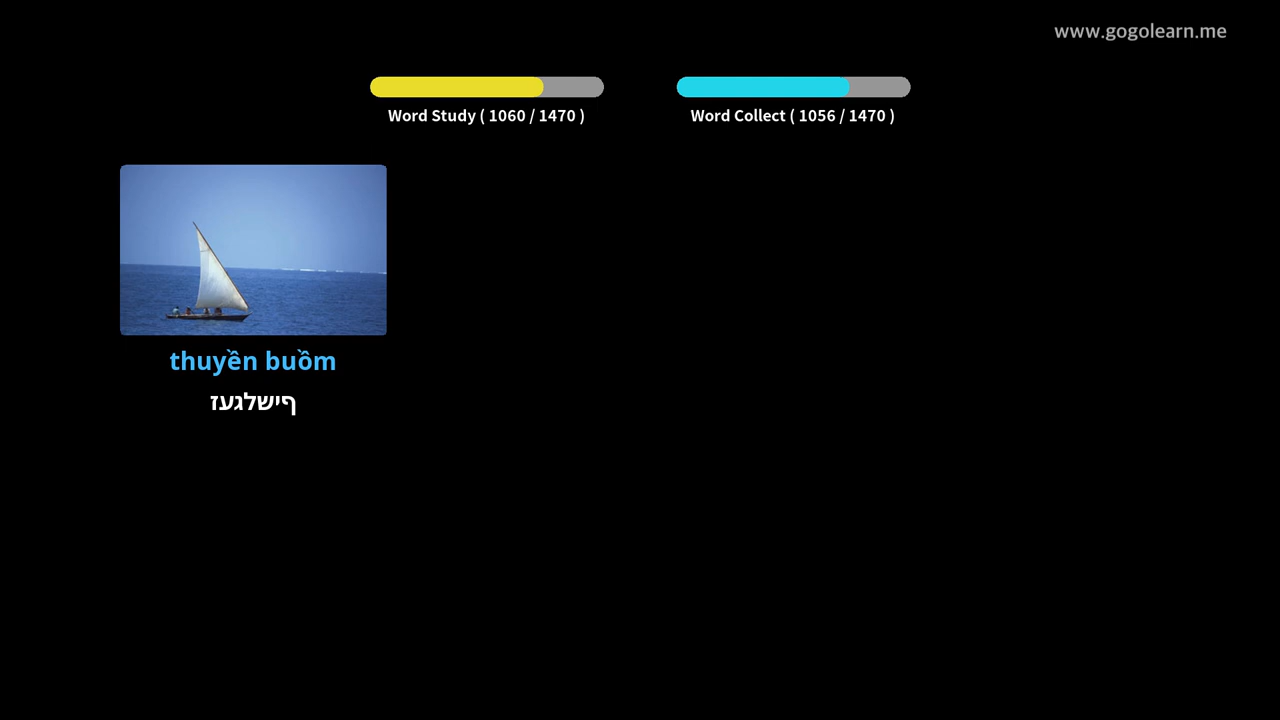 www.gogolearn.me
Word Study ( 1060 / 1470 )
Word Collect ( 1056 / 1470 )
thuyền buồm
ףישלגעז